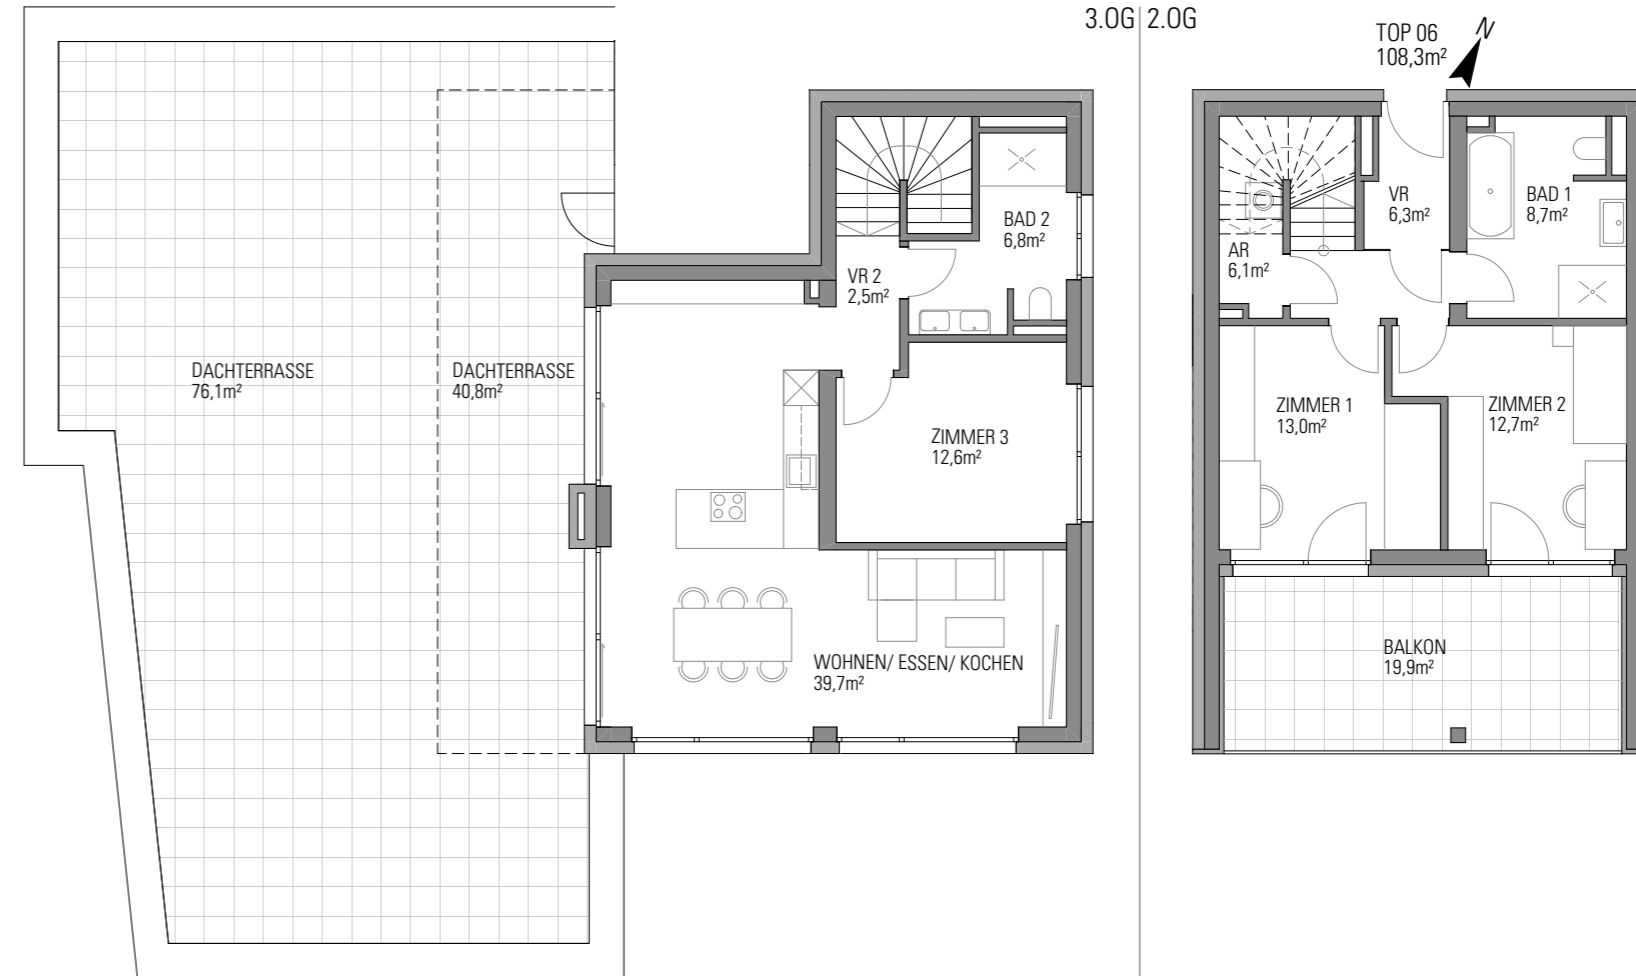 3.OG 2.OG
TOP 06
108,3m²
N
BAD 2
6,8m²
VR 2
2,5m²
DACHTERRASSE
76,1m²
DACHTERRASSE
40,8m²
ZIMMER 3
12,6m²
WOHNEN/ ESSEN/ KOCHEN
39,7m²
VR
6,3m²
BAD 1
8,7m²
AR
6,1m²
ZIMMER 1
13,0m²
ZIMMER 2
12,7m²
BALKON
19,9m²